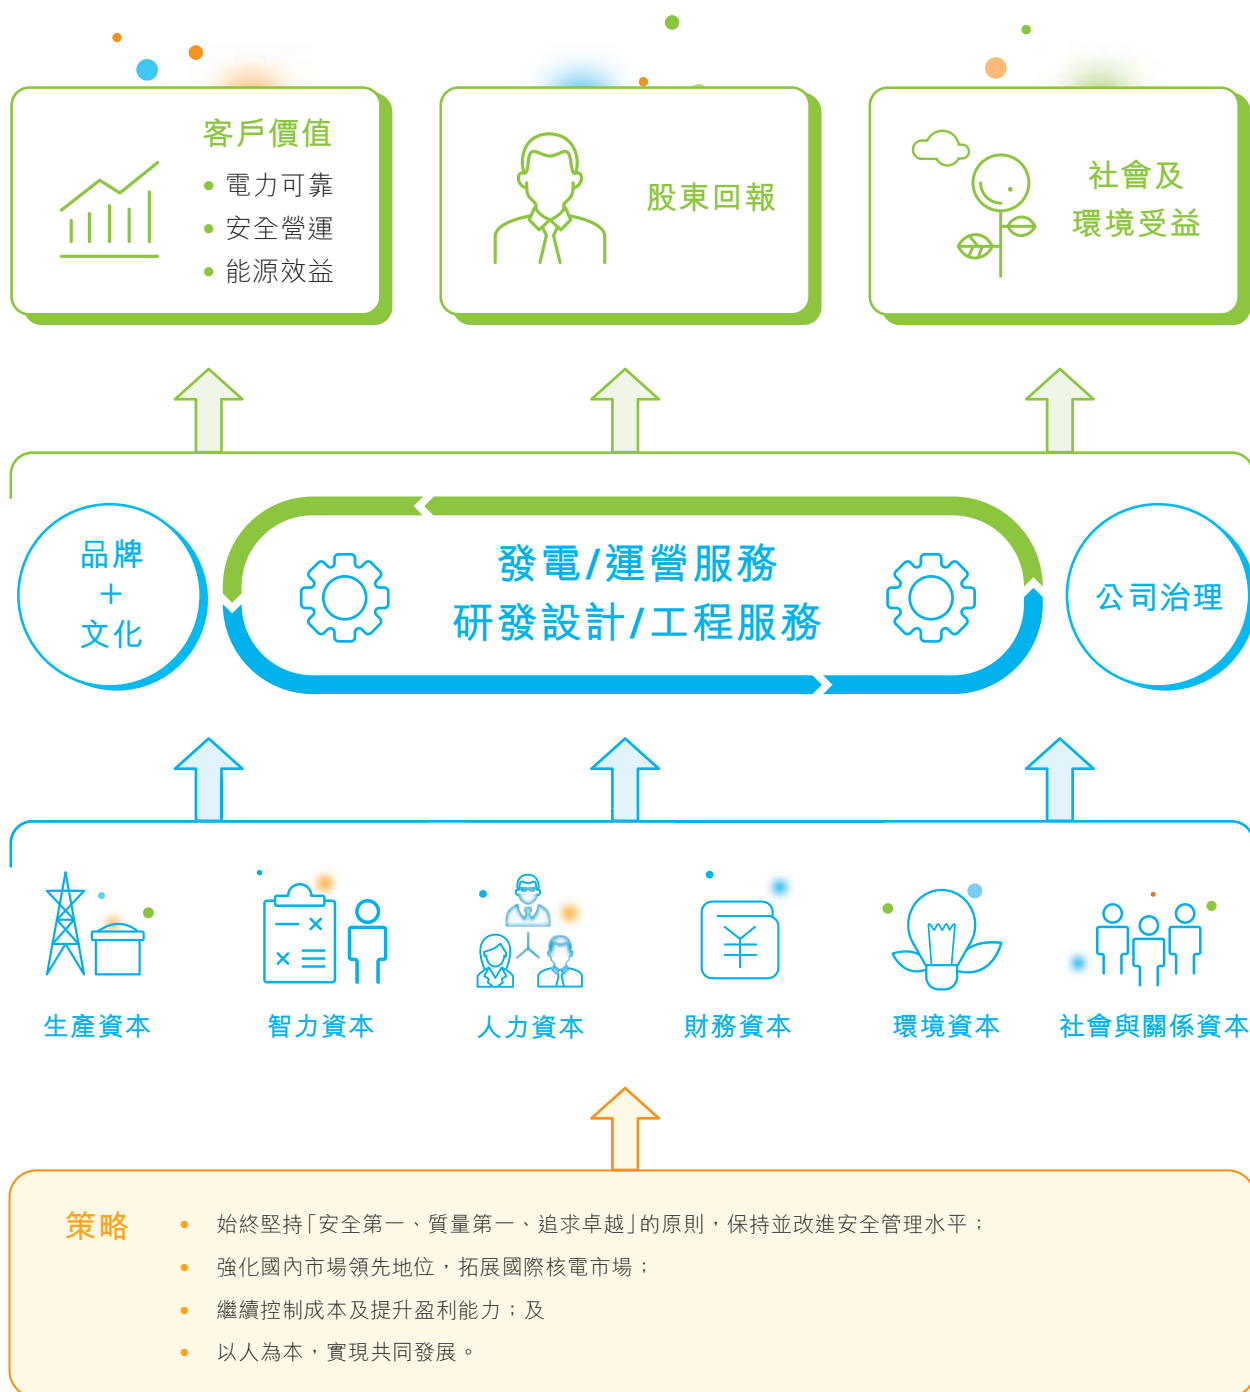 客戶價值
• 電力可靠
• 安全營運
• 能源效益
股東回報
社會及
環境受益
品牌
+
文化
發電/運營服務
研發設計/工程服務
公司治理
生產資本
智力資本
人力資本
財務資本
環境資本
社會與關係資本
策略
• 始終堅持「安全第一、質量第一、追求卓越」的原則，保持並改進安全管理水平；
• 強化國內市場領先地位，拓展國際核電市場；
• 繼續控制成本及提升盈利能力；及
• 以人為本，實現共同發展。